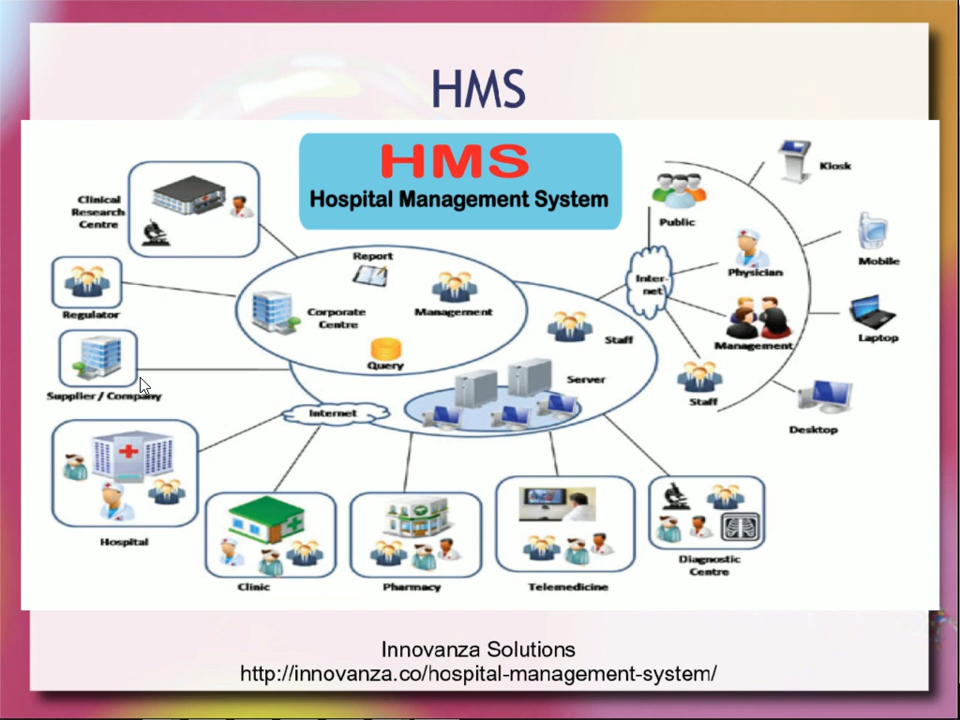 HMS
HMS
Hospital Management System
Clinical
Research
Centre
Regulator
Supplier / Company
Report
Corporate
Centre
Management
Query
Staff
Server
Internet
Inter-
net
Public
Physician
Management
Staff
Kiosk
Mobile
Laptop
Desktop
Hospital
Clinic
Pharmacy
Telemedicine
Diagnostic
Centre
Innovanza Solutions
http://innovanza.co/hospital-management-system/